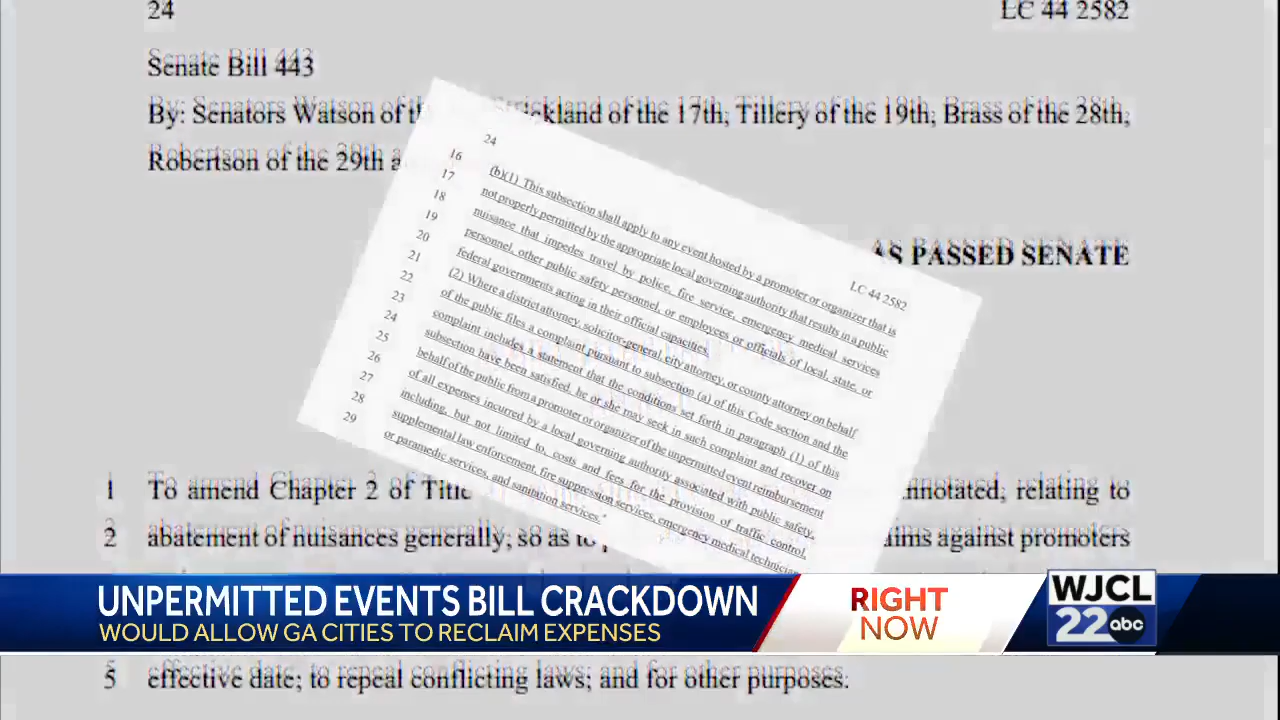 24 LC 44 2582
Senate Bill 443
By: Senators Watson of the ickland of the 17th, Tillery of the 19th, Brass of the 28th,
Robertson of the 29th a
AS PASSED SENATE
24 LC 44 2582
16 (b)(1) This subsection shall apply to any event hosted by a promoter or organizer that is
17 not properly permitted by the appropriate local governing authority that results in a public
18 nuisance that impedes travel by police, fire service, emergency medical services
19 personnel, other public safety personnel, or employees or officials of local, state, or
20 federal governments acting in their official capacities.
21 (2) Where a district attorney, solicitor-general, city attorney, or county attorney on behalf
22 of the public files a complaint pursuant to subsection (a) of this Code section and the
23 complaint includes a statement that the conditions set forth in paragraph (1) of this
24 subsection have been satisfied, he or she may seek in such complaint and recover on
25 behalf of the public from a promoter or organizer of the unpermitted event reimbursement
26 of all expenses incurred by a local governing authority associated with public safety,
27 including, but not limited to, costs and fees for the provision of traffic control,
28 supplemental law enforcement, fire suppression services, emergency medical technician
29 or paramedic services, and sanitation services."
1 To amend Chapter 2 of Title nnotated, relating to
2 abatement of nuisances generally, so as to aims against promoters
UNPERMITTED EVENTS BILL CRACKDOWN
WOULD ALLOW GA CITIES TO RECLAIM EXPENSES
RIGHT
NOW
WJCL
22 abc
5 effective date; to repeal conflicting laws; and for other purposes.